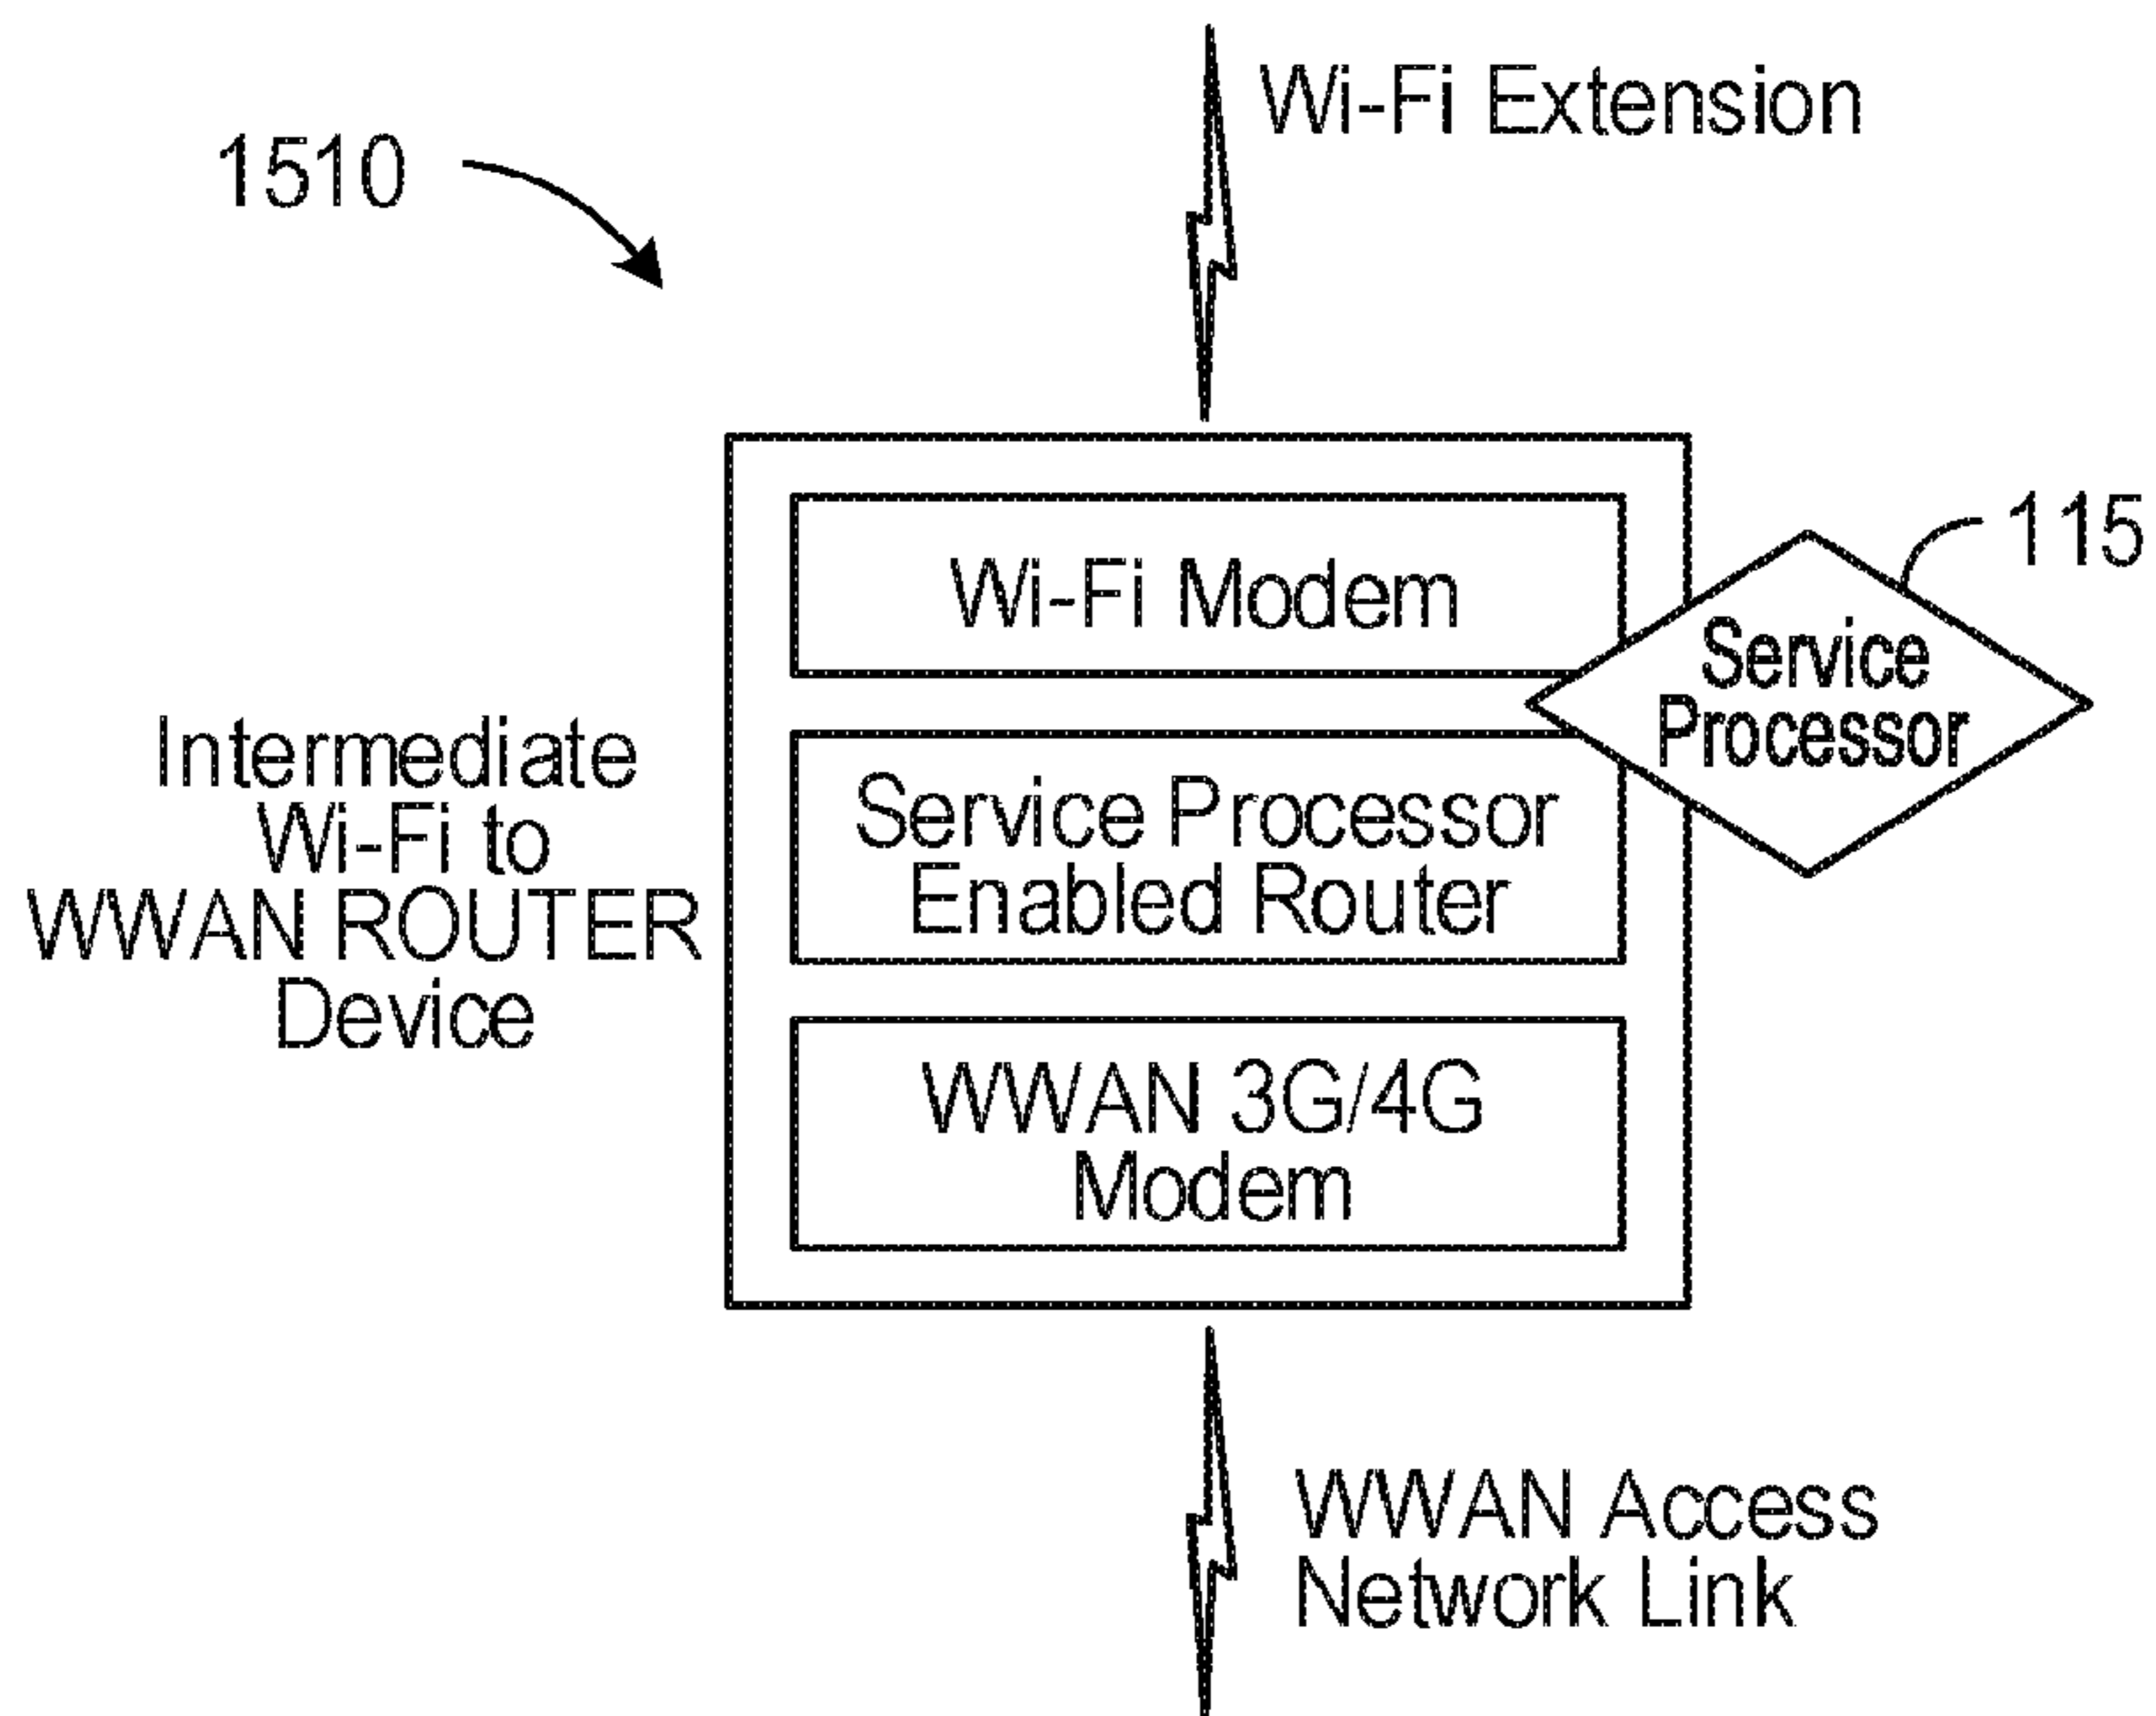 Wi-Fi Extension
1510
Wi-Fi Modem
115
Service
Processor
Intermediate
Wi-Fi to
WWAN ROUTER
Device
Service Processor
Enabled Router
WWAN 3G/4G
Modem
WWAN Access
Network Link